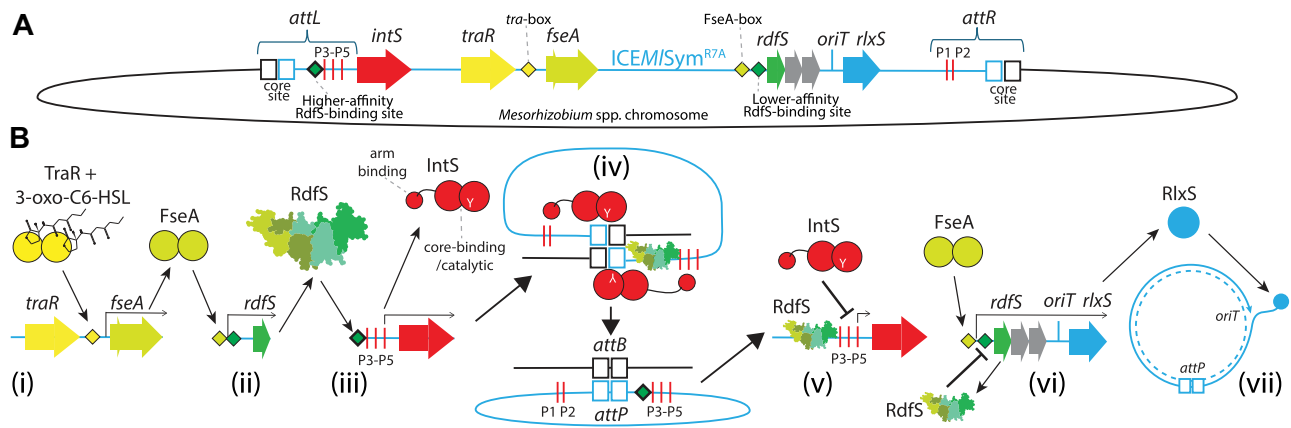 A
attL
P3-P5
intS
core
site
Higher-affinity
RdfS-binding site
traR
tra-box
fseA
ICEMlSymR7A
FseA-box
rdfS
oriT rlxS
Lower-affinity
RdfS-binding site
attR
P1 P2
core
site
Mesorhizobium spp. chromosome
B
TraR +
3-oxo-C6-HSL
FseA
RdfS
arm
binding
IntS
Y
core-binding
/catalytic
traR
fseA
rdfS
P3-P5
(i)
(ii)
(iii)
(iv)
Y
Y
attB
attP
P1 P2
P3-P5
IntS
Y
RdfS
P3-P5
(v)
FseA
rdfS
oriT rlxS
RdfS
(vi)
RlxS
oriT
attP
(vii)